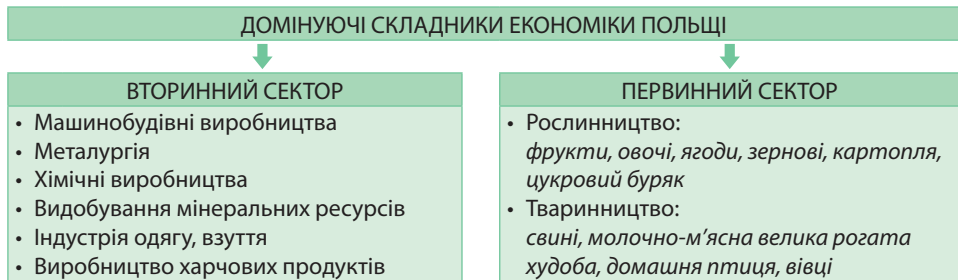 ДОМІНУЮЧІ СКЛАДНИКИ ЕКОНОМІКИ ПОЛЬЩІ
ВТОРИННИЙ СЕКТОР
• Машинобудівні виробництва
• Металургія
• Хімічні виробництва
• Видобування мінеральних ресурсів
• Індустрія одягу, взуття
• Виробництво харчових продуктів
ПЕРВИННИЙ СЕКТОР
• Рослинництво:
фрукти, овочі, ягоди, зернові, картопля,
цукровий буряк
• Тваринництво:
свині, молочно-м’ясна велика рогата
худоба, домашня птиця, вівці